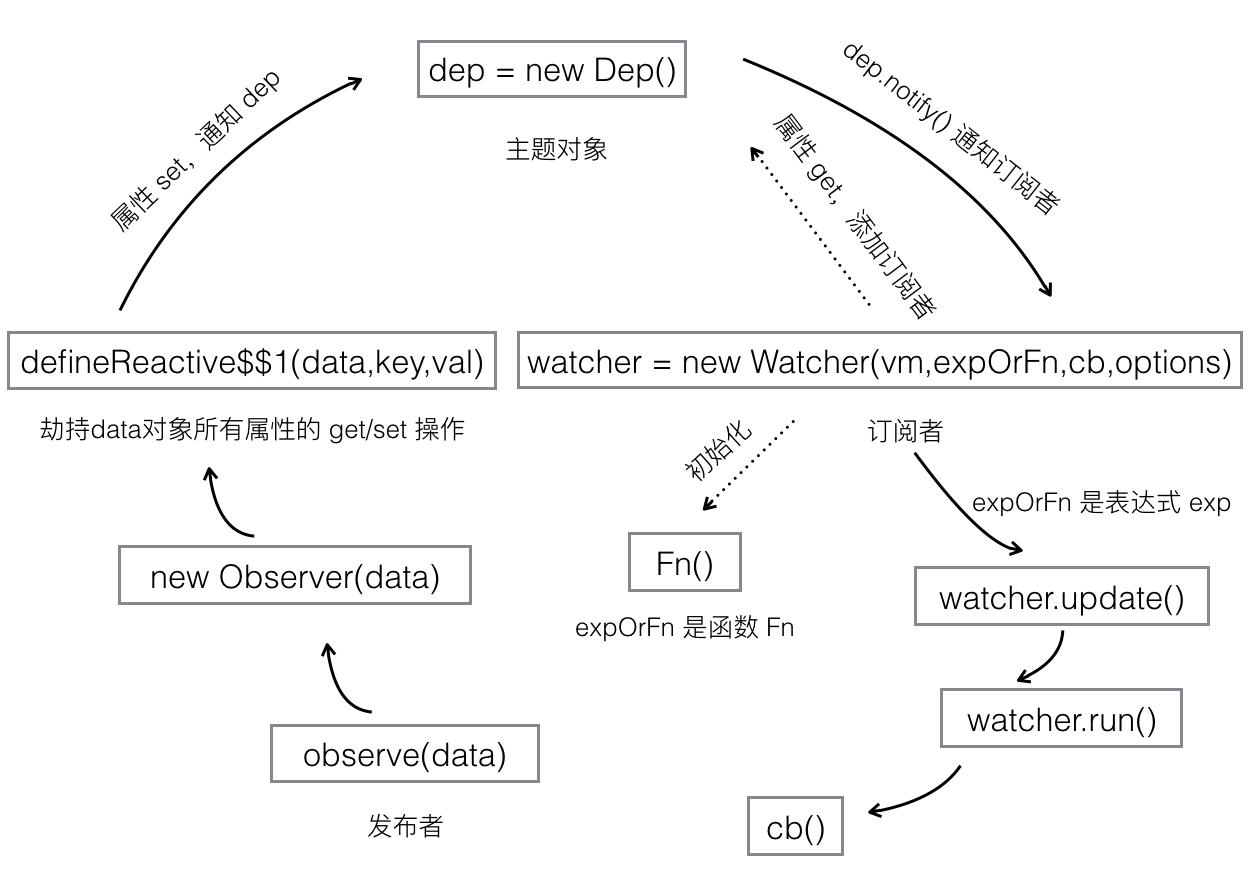 dep = new Dep()
主题对象
属性 set，通知 dep
dep.notify() 通知订阅者
属性 get，添加订阅者
defineReactive$$1(data,key,val)
劫持data对象所有属性的 get/set 操作
watcher = new Watcher(vm,expOrFn,cb,options)
订阅者
初始化
expOrFn 是表达式 exp
new Observer(data)
Fn()
expOrFn 是函数 Fn
watcher.update()
watcher.run()
observe(data)
发布者
cb()